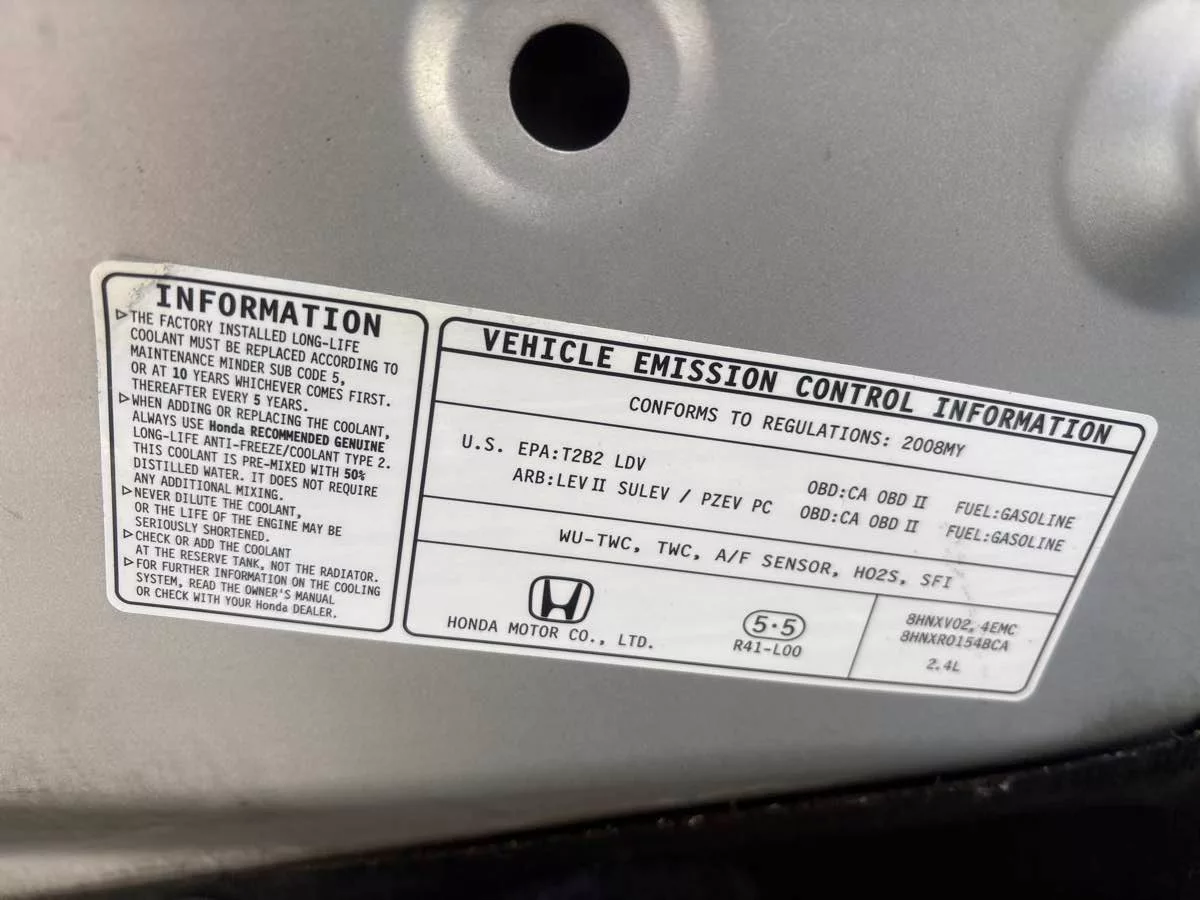 INFORMATION
▷THE FACTORY INSTALLED LONG-LIFE
COOLANT MUST BE REPLACED ACCORDING TO
MAINTENANCE MINDER SUB CODE 5,
OR AT 10 YEARS WHICHEVER COMES FIRST.
THEREAFTER EVERY 5 YEARS.
▷WHEN ADDING OR REPLACING THE COOLANT,
ALWAYS USE Honda RECOMMENDED GENUINE
LONG-LIFE ANTI-FREEZE/COOLANT TYPE 2.
THIS COOLANT IS PRE-MIXED WITH 50%
DISTILLED WATER. IT DOES NOT REQUIRE
ANY ADDITIONAL MIXING.
▷NEVER DILUTE THE COOLANT,
OR THE LIFE OF THE ENGINE MAY BE
SERIOUSLY SHORTENED.
▷CHECK OR ADD THE COOLANT
AT THE RESERVE TANK, NOT THE RADIATOR.
▷FOR FURTHER INFORMATION ON THE COOLING
SYSTEM, READ THE OWNER'S MANUAL
OR CHECK WITH YOUR Honda DEALER.
VEHICLE EMISSION CONTROL INFORMATION
CONFORMS TO REGULATIONS: 2008MY
U.S. EPA:T2B2 LDV OBD:CA OBD II FUEL:GASOLINE
ARB:LEV II SULEV / PZEV PC OBD:CA OBD II FUEL:GASOLINE
WU-TWC, TWC, A/F SENSOR, HO2S, SFI
HONDA MOTOR CO., LTD.
5·5
R41-L00
8HNXV02.4EMC
8HNXR0154BCA
2.4L